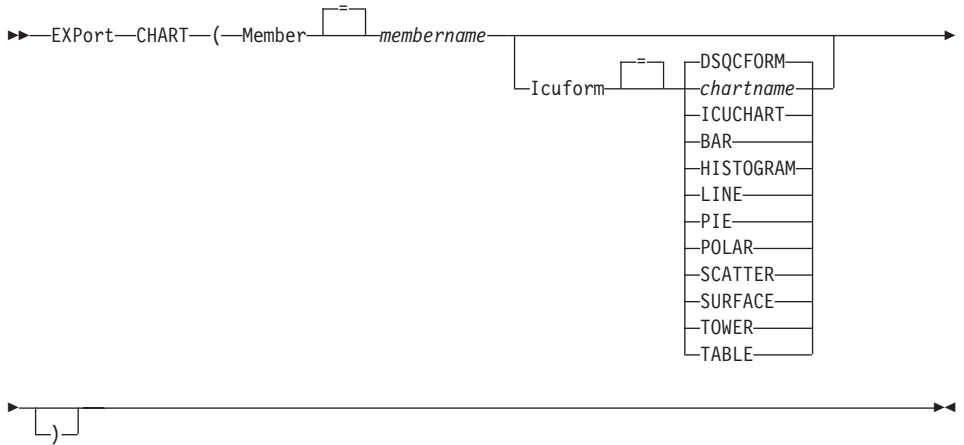 =
EXPort CHART ( Member membername
= DSQCFORM
Icuform chartname
ICUCHART
BAR
HISTOGRAM
LINE
PIE
POLAR
SCATTER
SURFACE
TOWER
TABLE
)